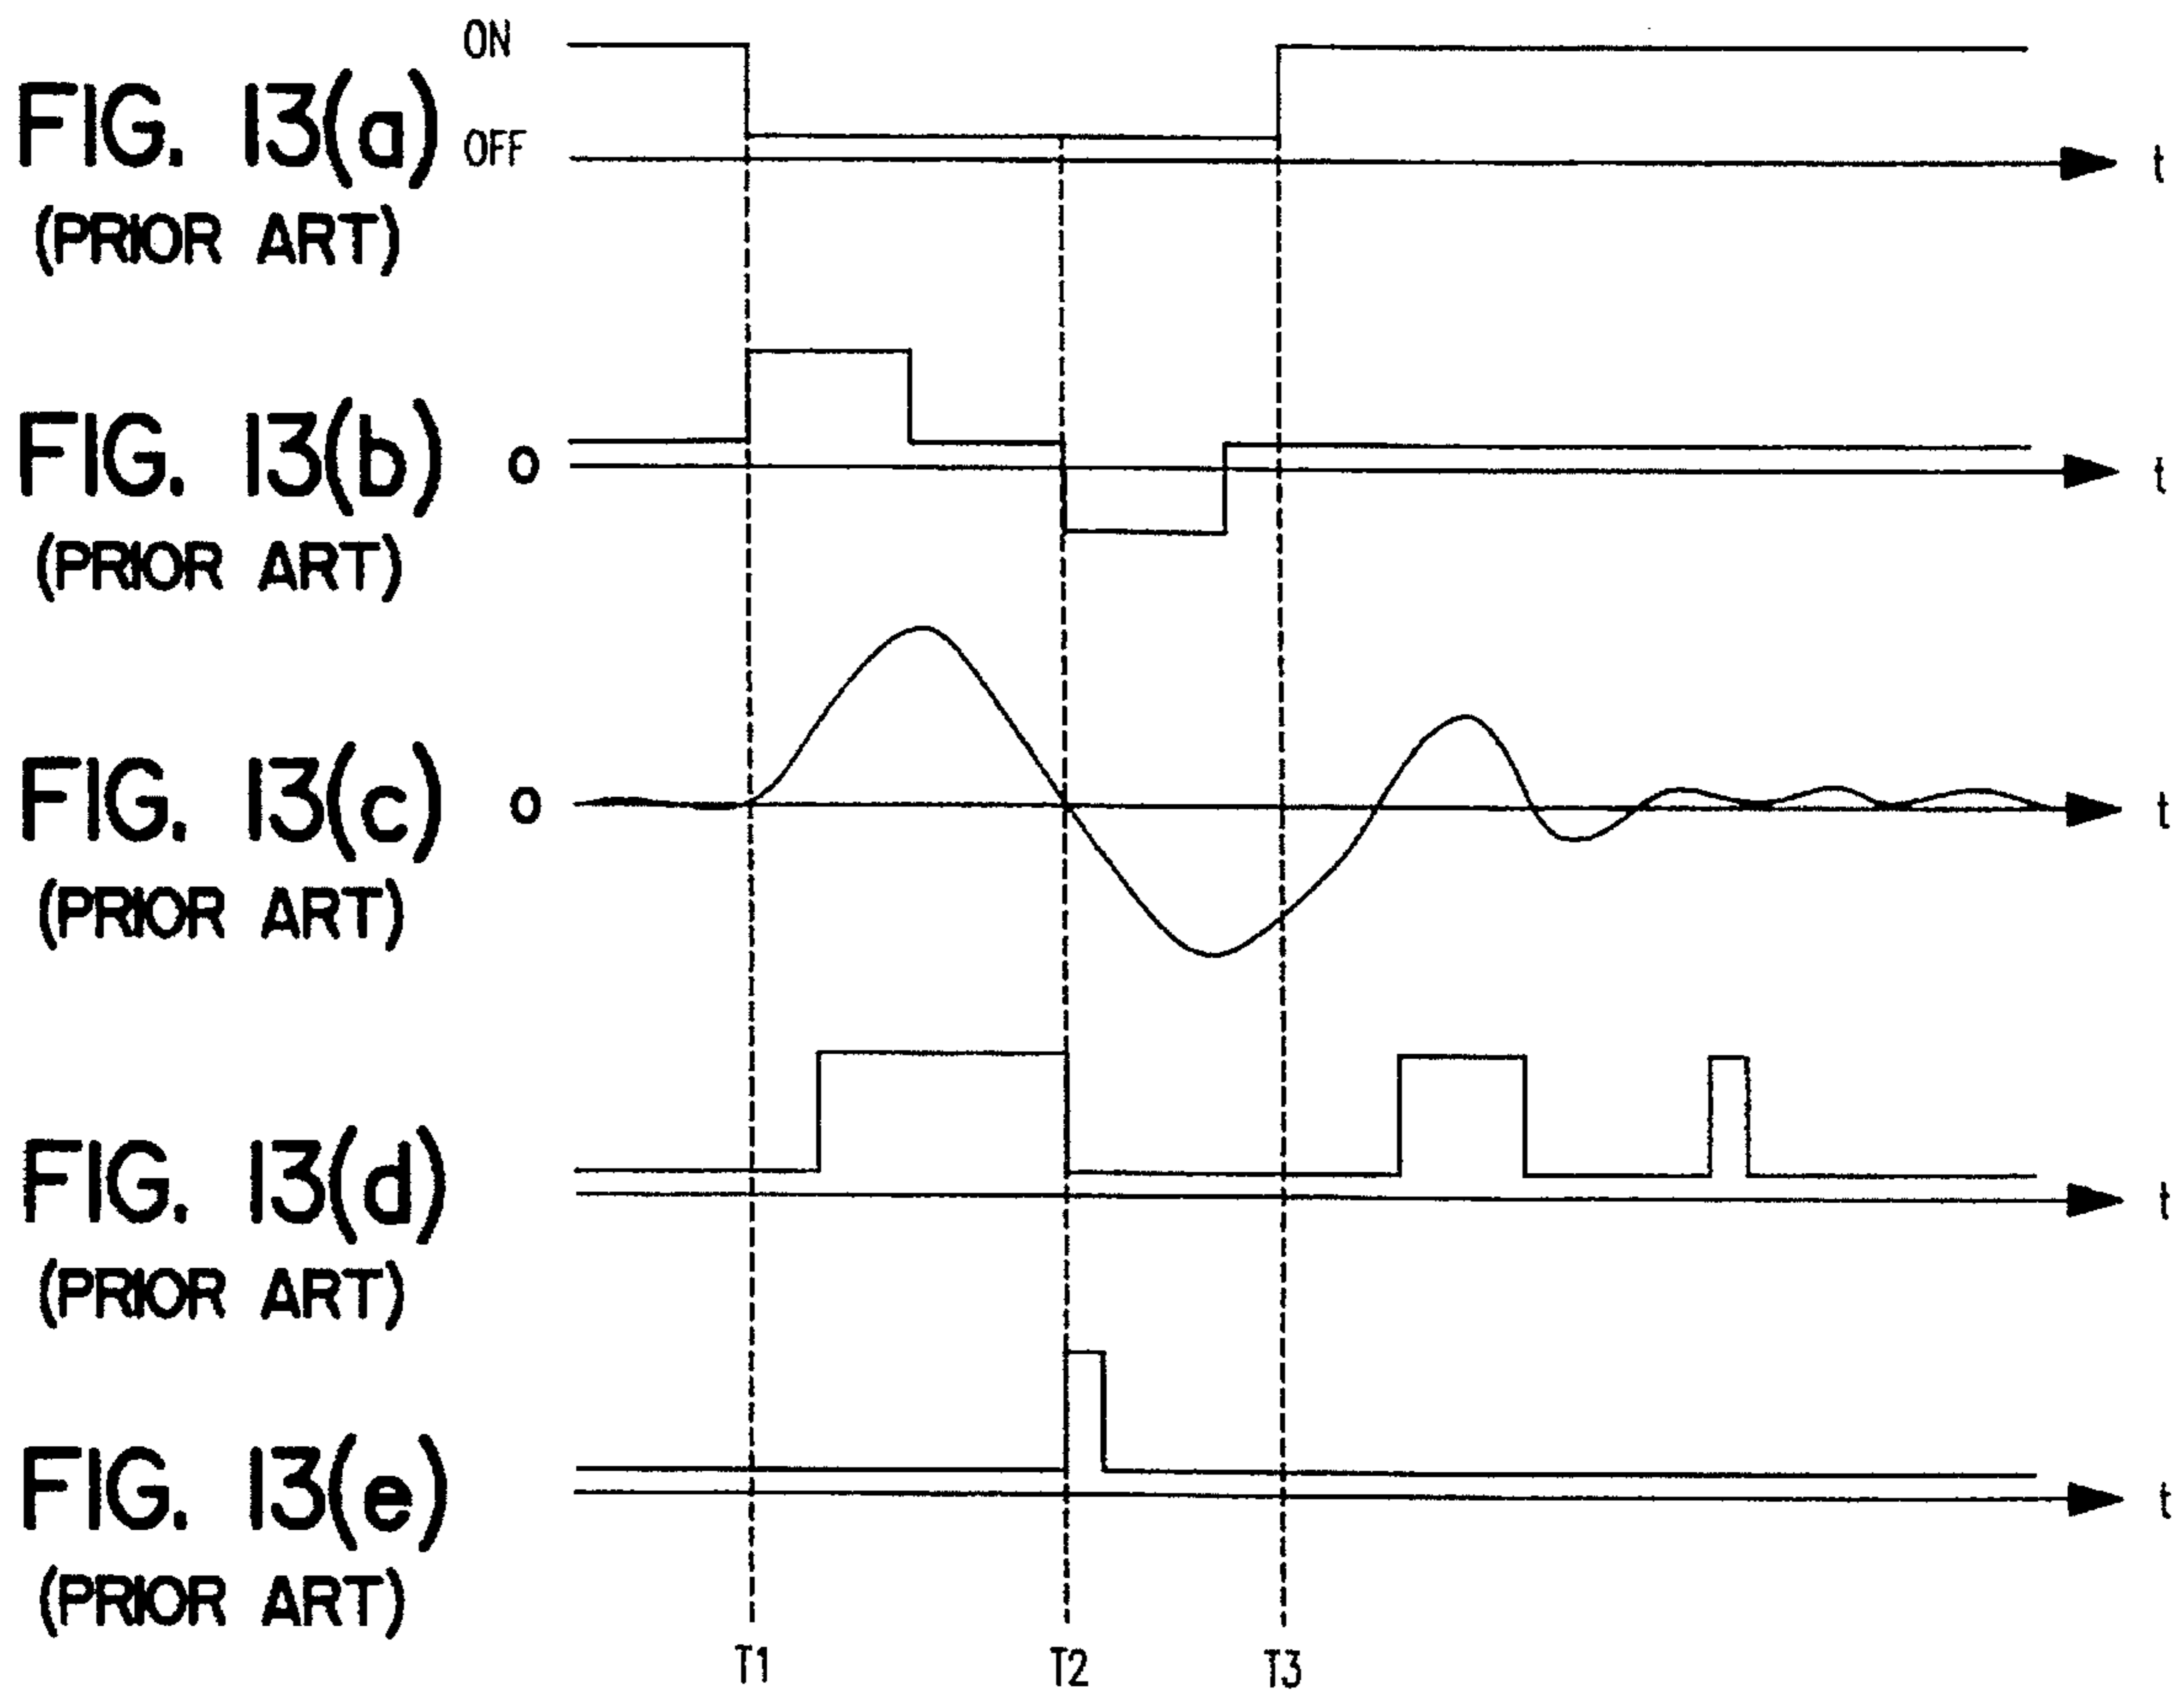 ON
FIG. 13(a)
OFF
t
(PRIOR ART)
FIG. 13(b)
O
t
(PRIOR ART)
FIG. 13(c)
O
t
(PRIOR ART)
FIG. 13(d)
t
(PRIOR ART)
FIG. 13(e)
t
(PRIOR ART)
T1 T2 T3